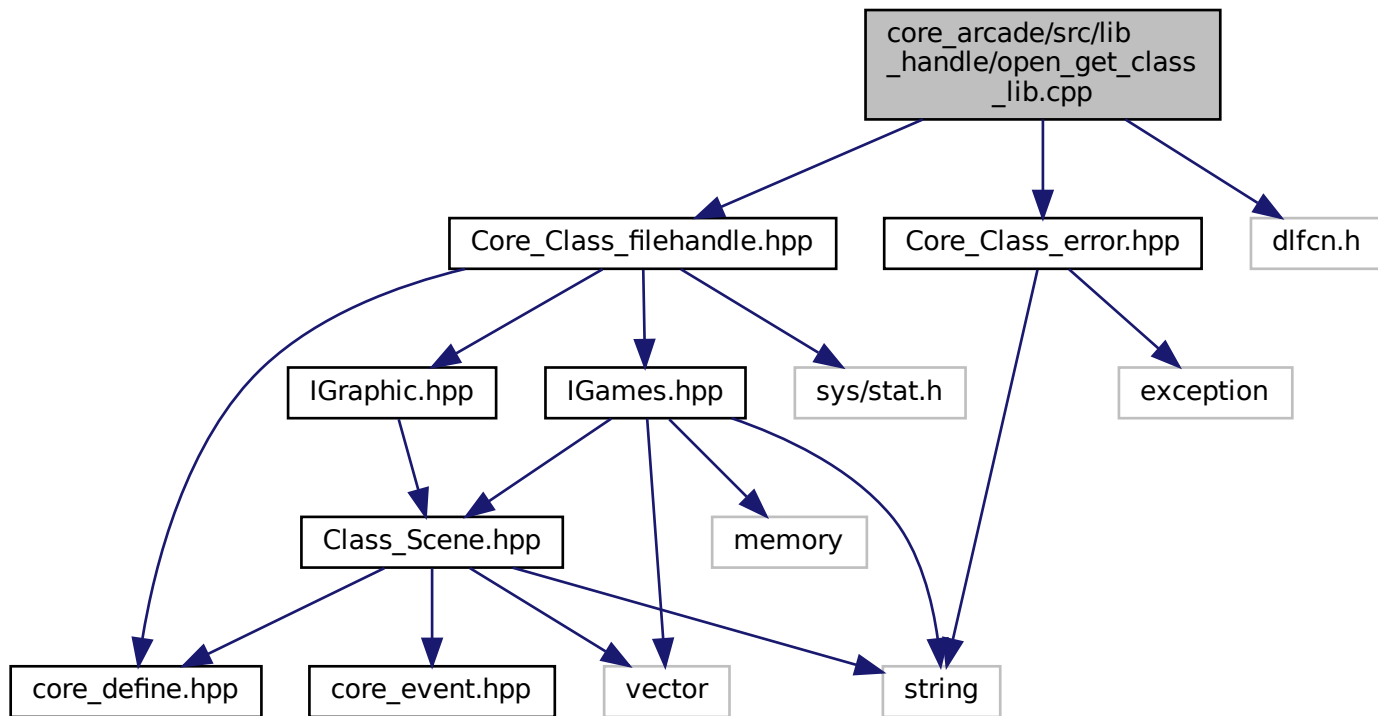 core_arcade/src/lib
_handle/open_get_class
_lib.cpp
Core_Class_filehandle.hpp
Core_Class_error.hpp
dlfcn.h
IGraphic.hpp
IGames.hpp
sys/stat.h
exception
Class_Scene.hpp
memory
core_define.hpp
core_event.hpp
vector
string